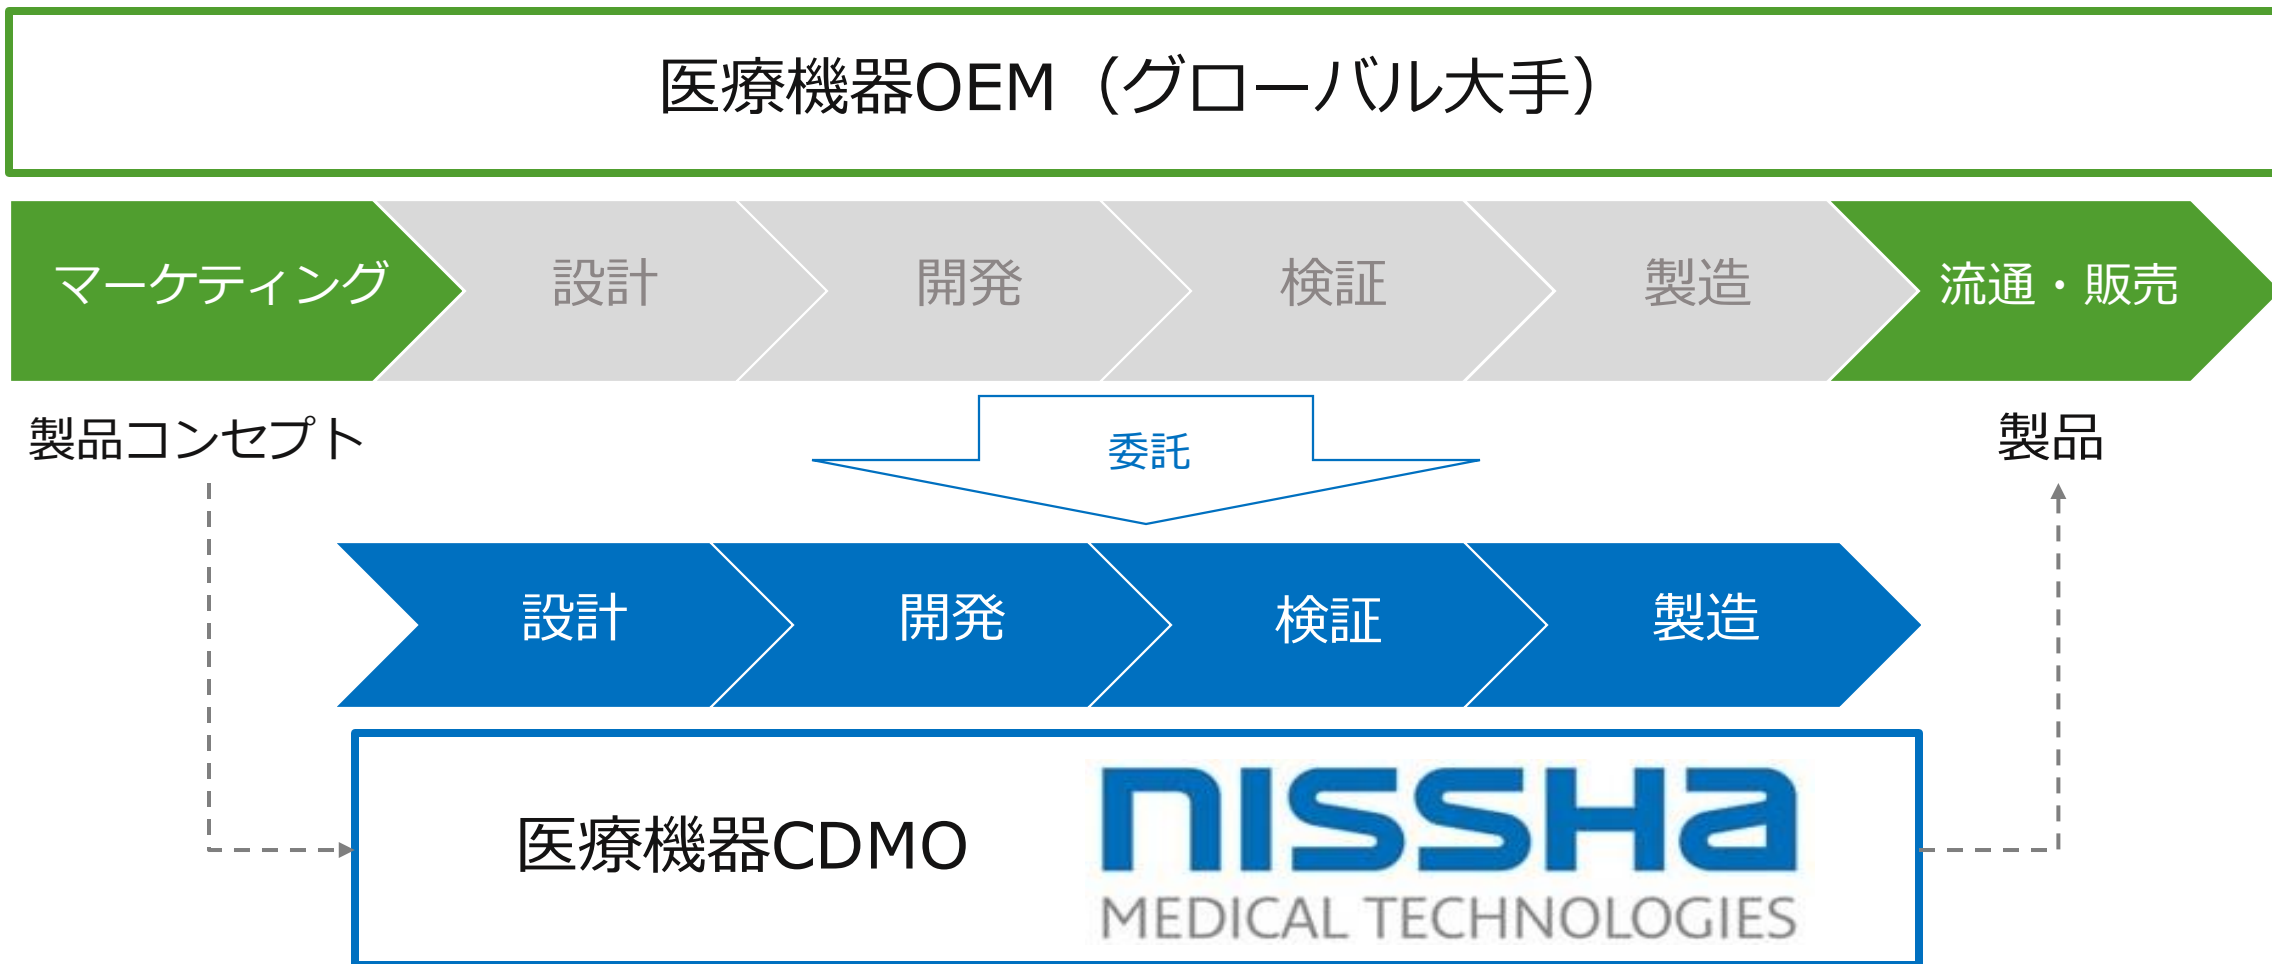 医療機器OEM（グローバル大手）
マーケティング
設計
開発
検証
製造
流通・販売
製品コンセプト
委託
製品
設計
開発
検証
製造
医療機器CDMO
NISSHA
MEDICAL TECHNOLOGIES